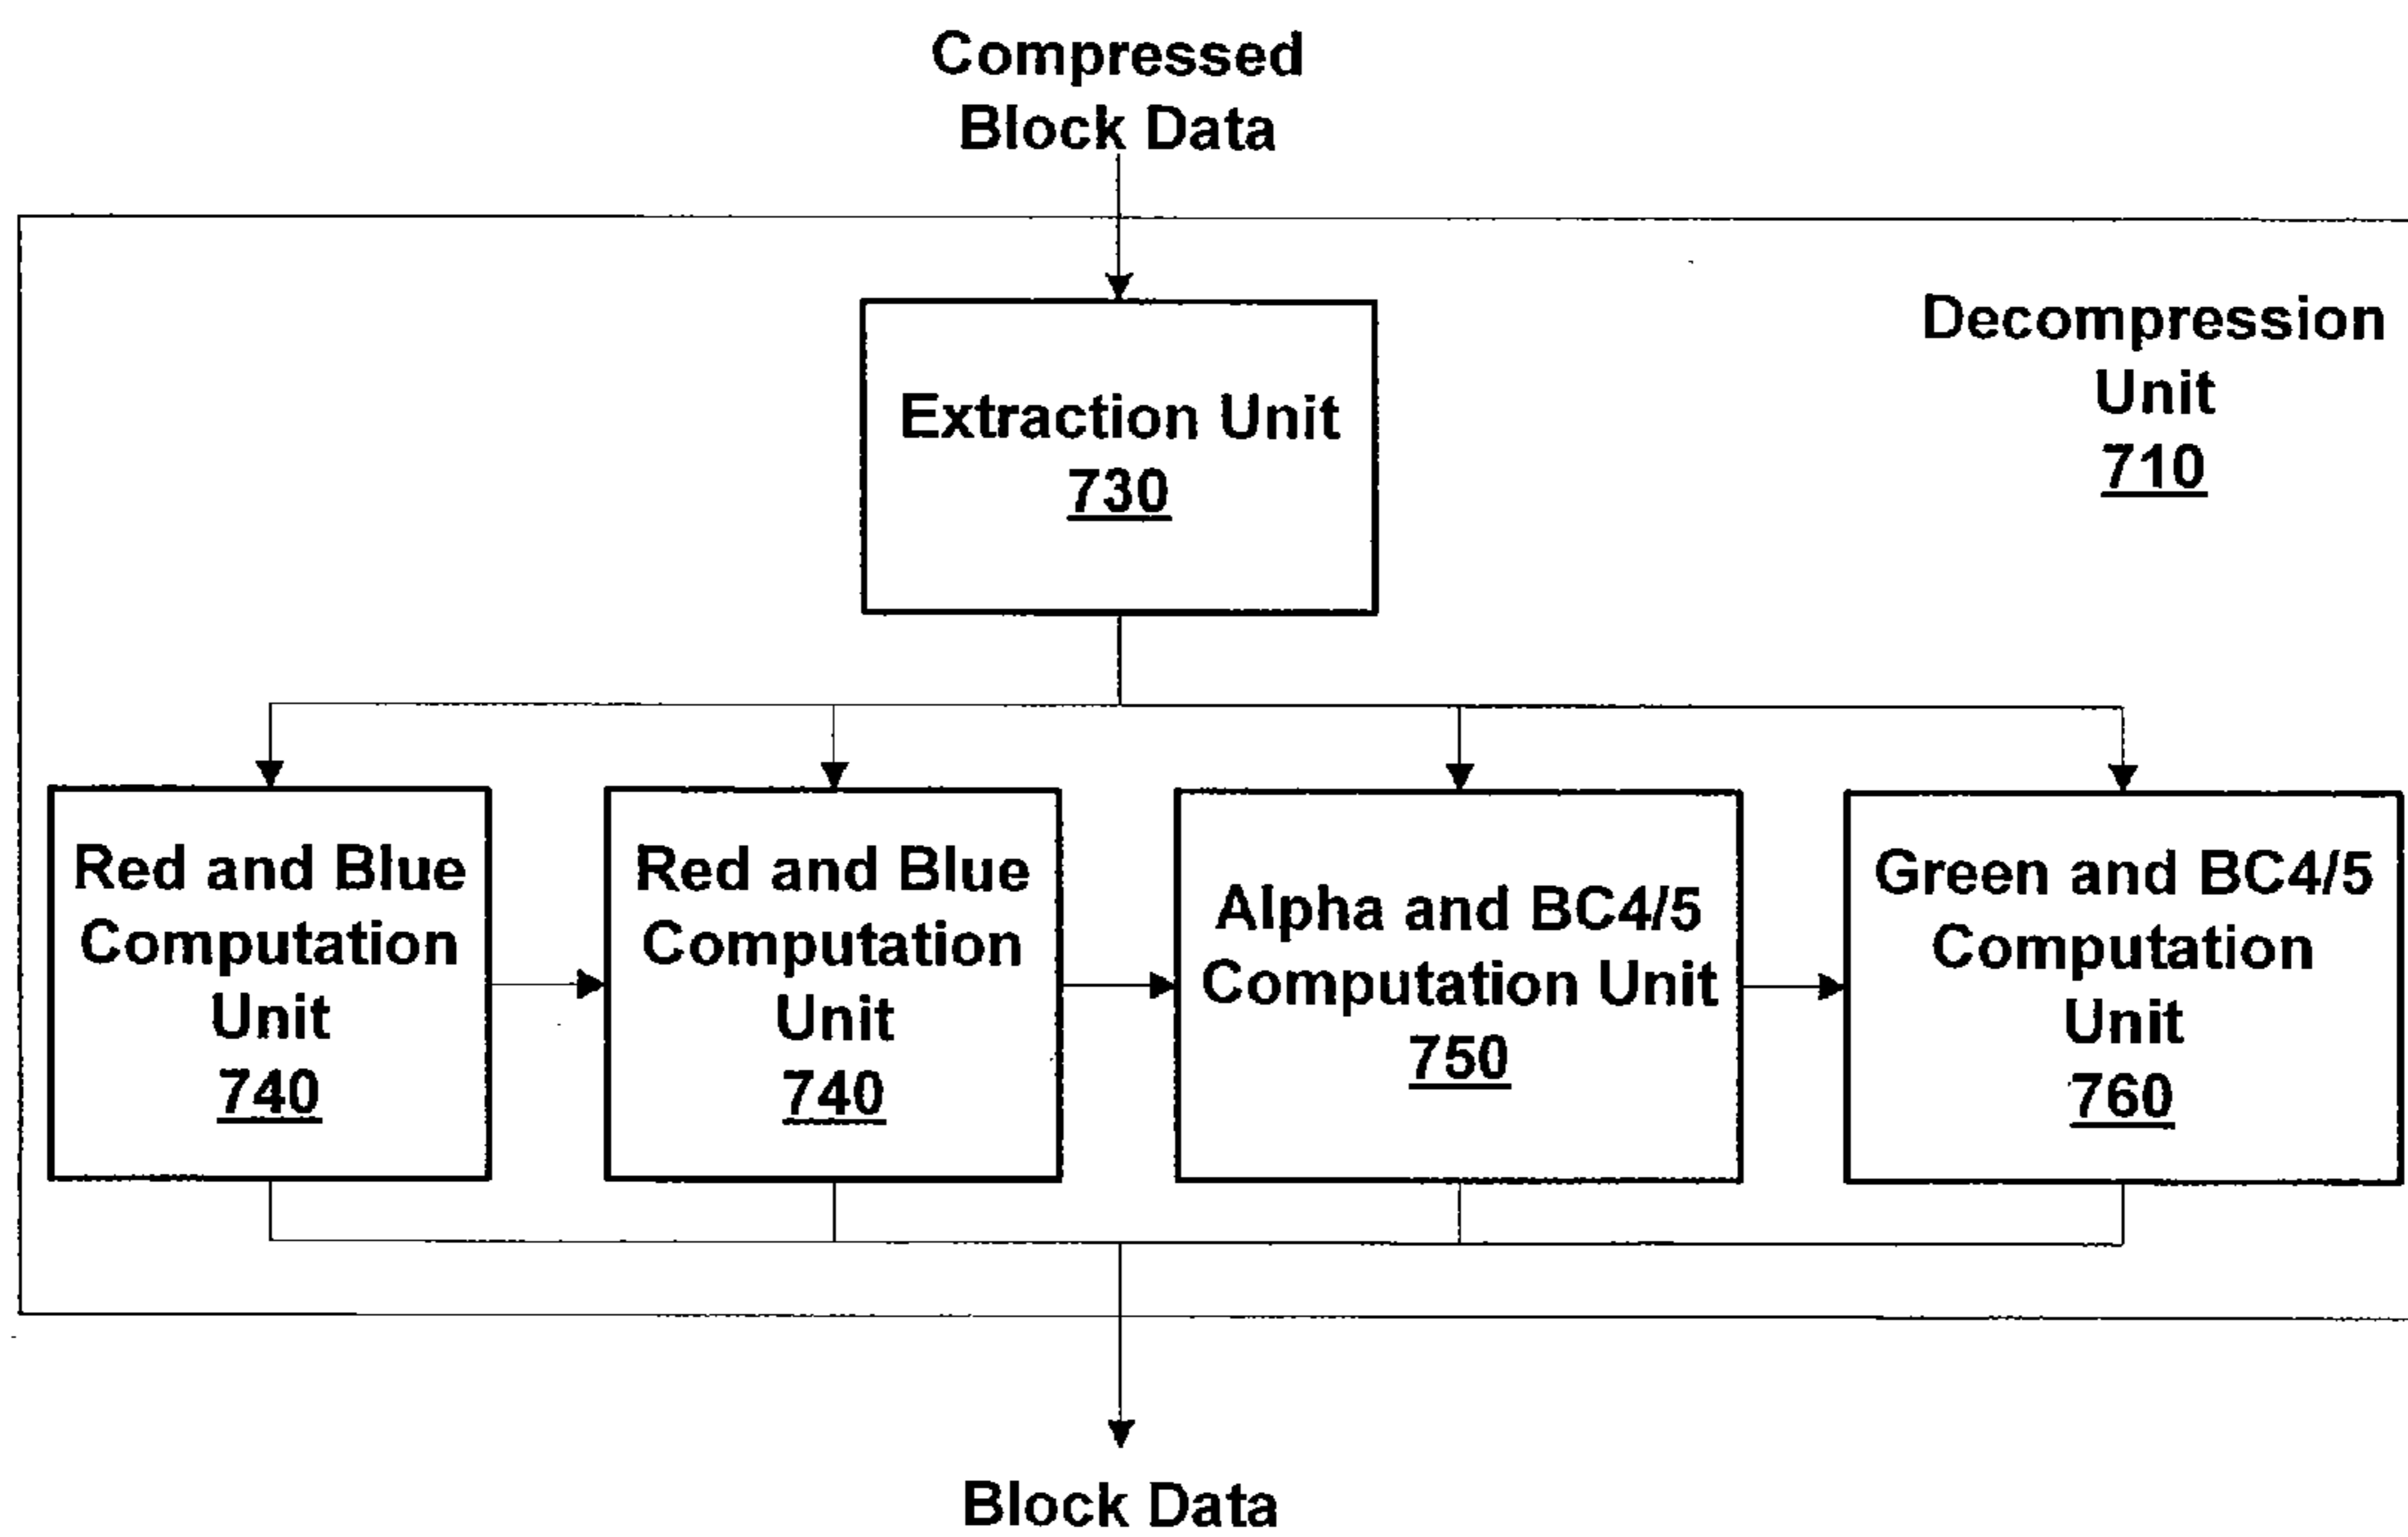 Compressed
Block Data
Decompression
Unit
710
Extraction Unit
730
Red and Blue
Computation
Unit
740
Red and Blue
Computation
Unit
740
Alpha and BC4/5
Computation Unit
750
Green and BC4/5
Computation
Unit
760
Block Data